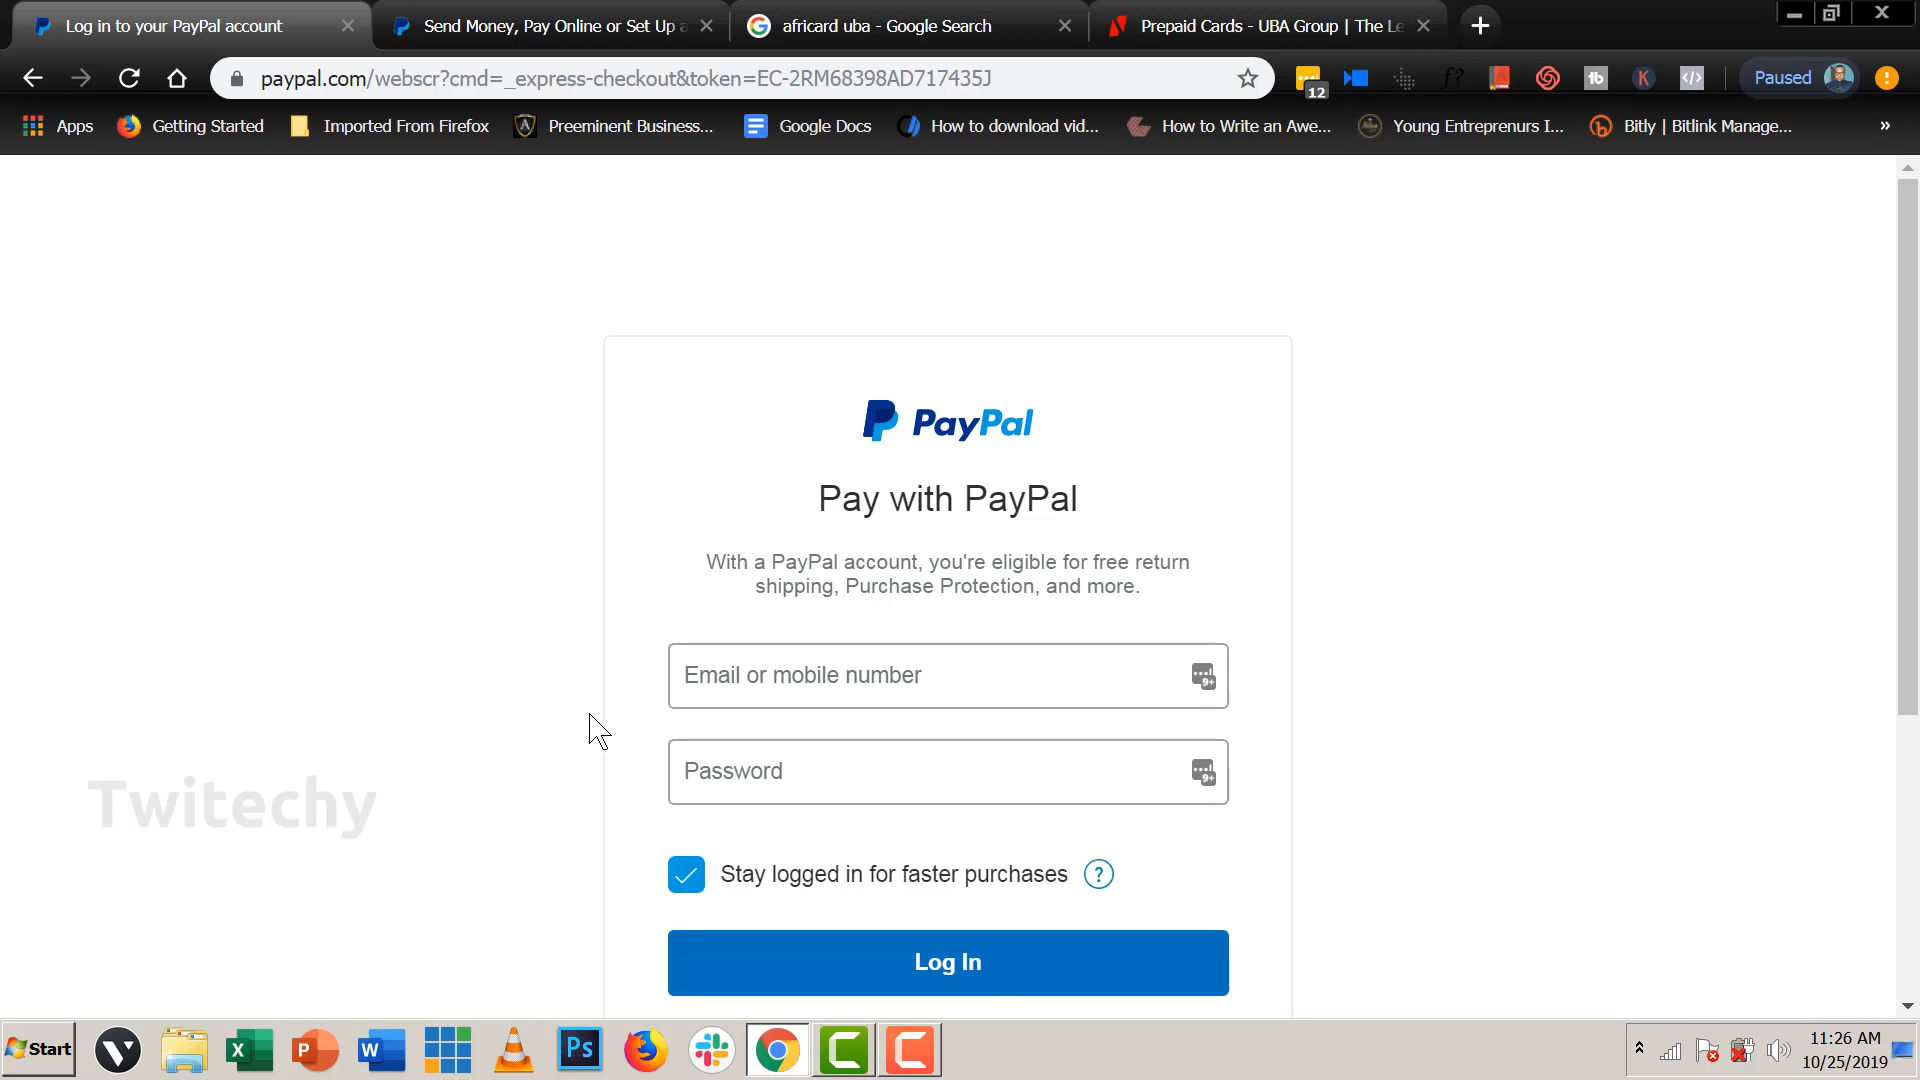 Log in to your PayPal account
Send Money, Pay Online or Set Up a
africard uba - Google Search
Prepaid Cards - UBA Group | The Le
paypal.com/webscr?cmd=_express-checkout&token=EC-2RM68398AD717435J
12
f?
tb
K
</>
Paused
Apps
Getting Started
Imported From Firefox
Preeminent Business...
Google Docs
How to download vid...
How to Write an Awe...
Young Entreprenurs I...
Bitly | Bitlink Manage...
»
PayPal
Pay with PayPal
With a PayPal account, you're eligible for free return
shipping, Purchase Protection, and more.
Email or mobile number
9+
Password
9+
Twitechy
Stay logged in for faster purchases ?
Log In
Start
X
P
W
Ps
11:26 AM
10/25/2019